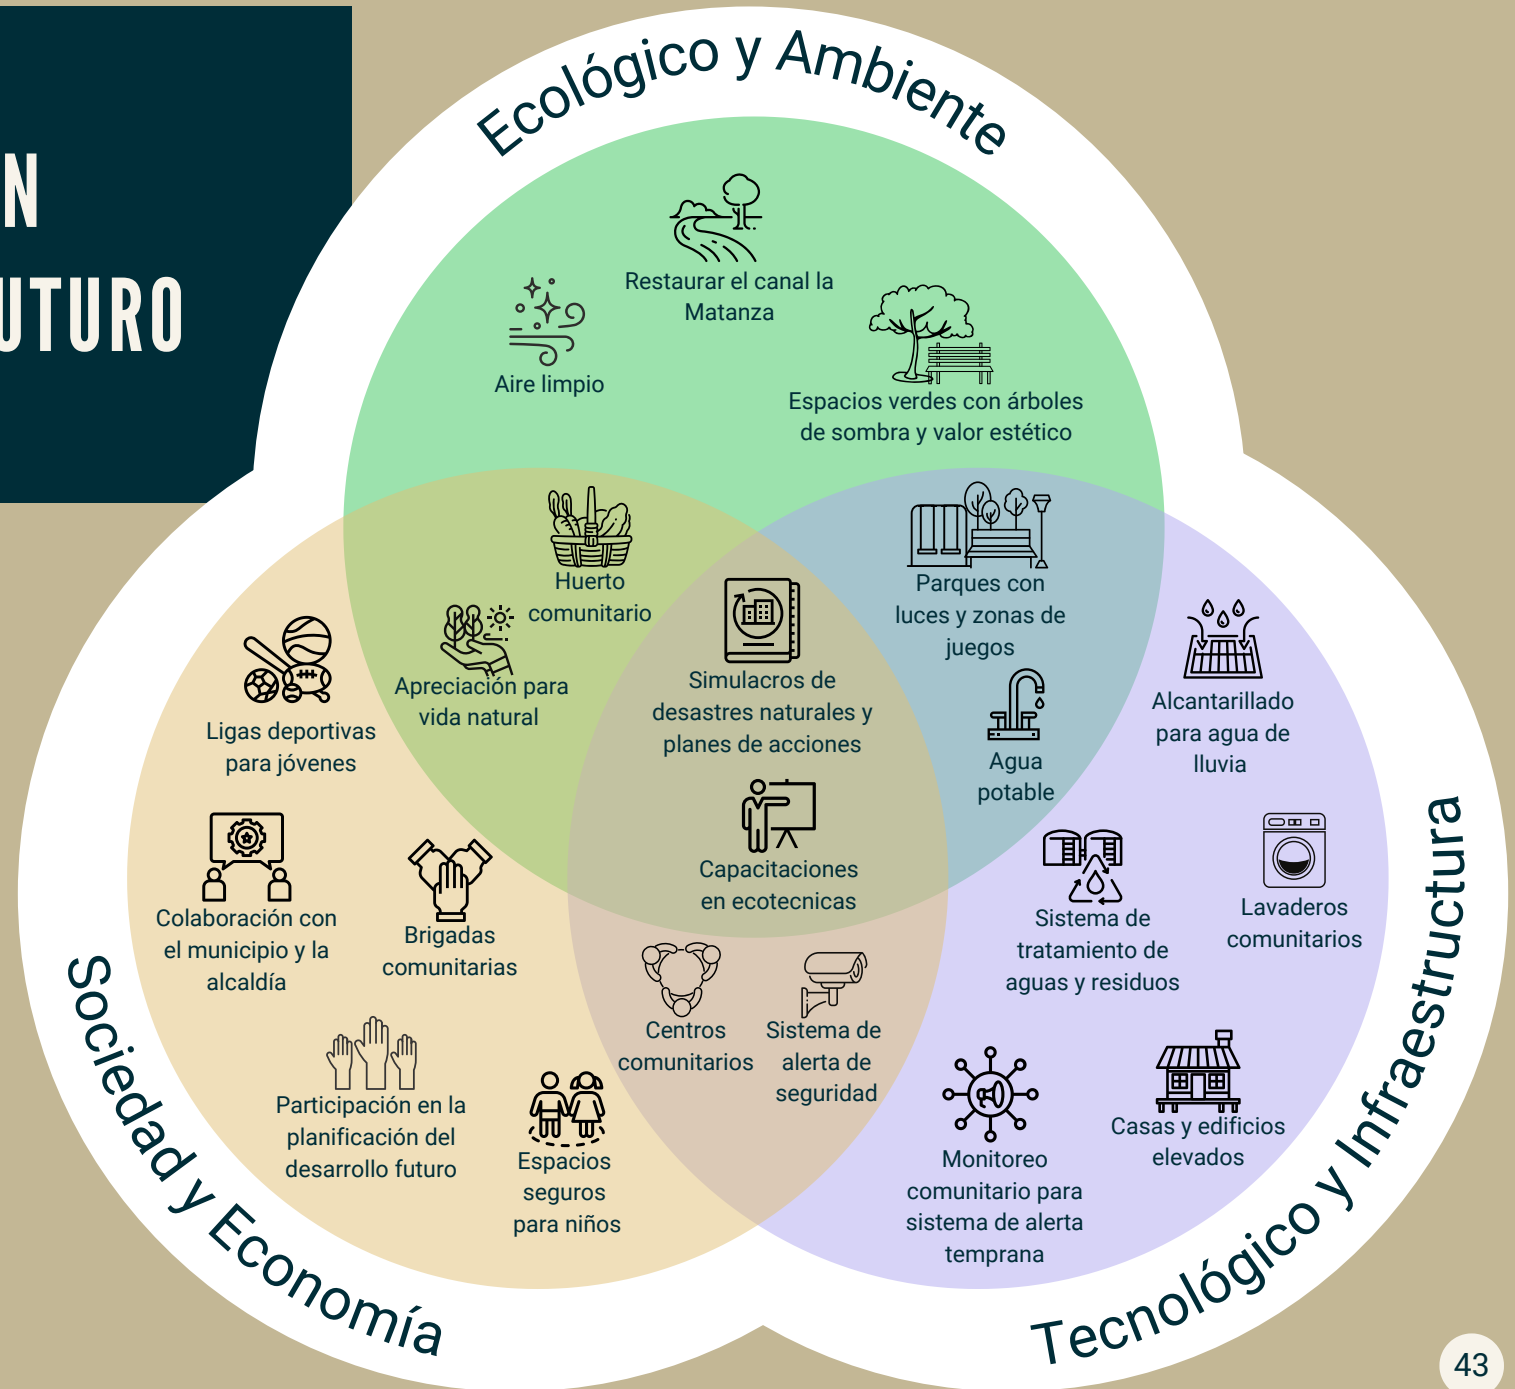 N
UTURO
Ecológico y Ambiente
Restaurar el canal la
Matanza
Aire limpio
Espacios verdes con árboles
de sombra y valor estético
Huerto
comunitario
Apreciación para
vida natural
Parques con
luces y zonas de
juegos
Agua
potable
Simulacros de
desastres naturales y
planes de acciones
Capacitaciones
en ecotecnicas
Ligas deportivas
para jóvenes
Colaboración con
el municipio y la
alcaldía
Brigadas
comunitarias
Participación en la
planificación del
desarrollo futuro
Espacios
seguros
para niños
Centros
comunitarios
Sistema de
alerta de
seguridad
Alcantarillado
para agua de
lluvia
Sistema de
tratamiento de
aguas y residuos
Lavaderos
comunitarios
Monitoreo
comunitario para
sistema de alerta
temprana
Casas y edificios
elevados
Sociedad y Economía
Tecnológico y Infraestructura
43